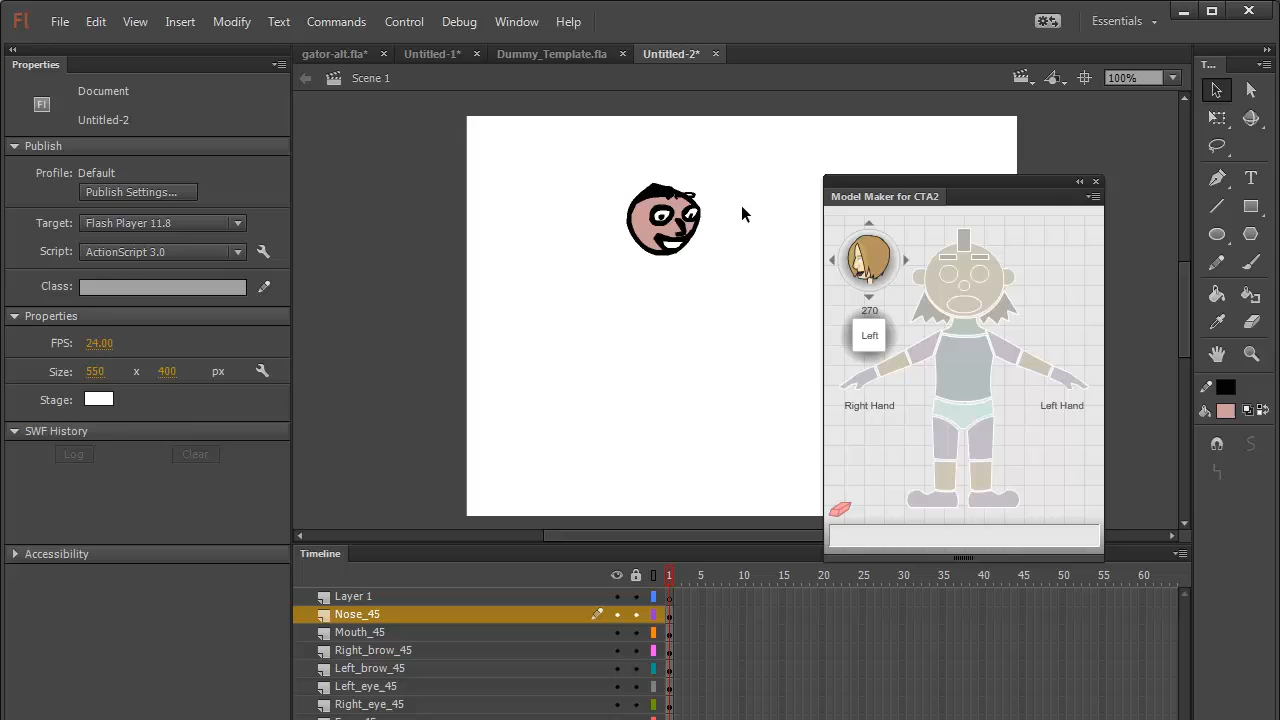 Fl File Edit View Insert Modify Text Commands Control Debug Window Help Essentials
gator-alt.fla* Untitled-1* Dummy_Template.fla Untitled-2*
Properties
T...
Scene 1
100%
Fl
Document
Untitled-2
Publish
Profile: Default
Publish Settings...
Target: Flash Player 11.8
Script: ActionScript 3.0
Class:
Properties
FPS: 24.00
Size: 550 x 400 px
Stage:
SWF History
Log Clear
Accessibility
Model Maker for CTA2
270
Left
Right Hand
Left Hand
Timeline
1 5 10 15 20 25 30 35 40 45 50 55 60
Layer 1
Nose_45
Mouth_45
Right_brow_45
Left_brow_45
Left_eye_45
Right_eye_45